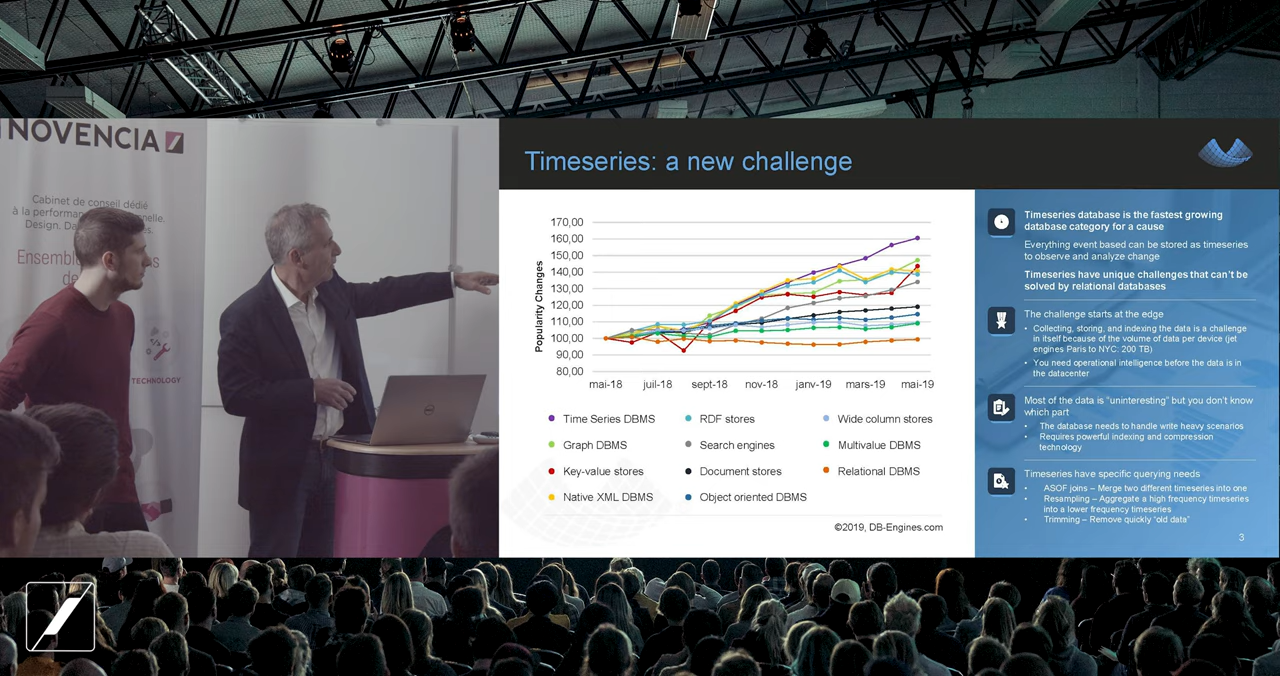 NOVENCIA
Cabinet de conseil dédié
à la performan nelle.
Design. Da es.
Ensembl s
de
TECHNOLOGY
DELL
Timeseries: a new challenge
170,00
160,00
150,00
140,00
130,00
120,00
110,00
100,00
90,00
80,00
Popularity Changes
mai-18 juil-18 sept-18 nov-18 janv-19 mars-19 mai-19
Time Series DBMS RDF stores Wide column stores
Graph DBMS Search engines Multivalue DBMS
Key-value stores Document stores Relational DBMS
Native XML DBMS Object oriented DBMS
©2019, DB-Engines.com
Timeseries database is the fastest growing
database category for a cause
Everything event based can be stored as timeseries
to observe and analyze change
Timeseries have unique challenges that can't be
solved by relational databases
The challenge starts at the edge
• Collecting, storing, and indexing the data is a challenge
in itself because of the volume of data per device (jet
engines Paris to NYC: 200 TB)
• You need operational intelligence before the data is in
the datacenter
Most of the data is "uninteresting" but you don't know
which part
• The database needs to handle write heavy scenarios
• Requires powerful indexing and compression
technology
Timeseries have specific querying needs
• ASOF joins – Merge two different timeseries into one
• Resampling – Aggregate a high frequency timeseries
into a lower frequency timeseries
• Trimming – Remove quickly "old data"
3